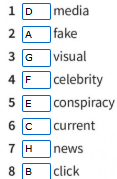 1 D media
2 A fake
3 G visual
4 F celebrity
5 E conspiracy
6 C current
7 H news
8 B click